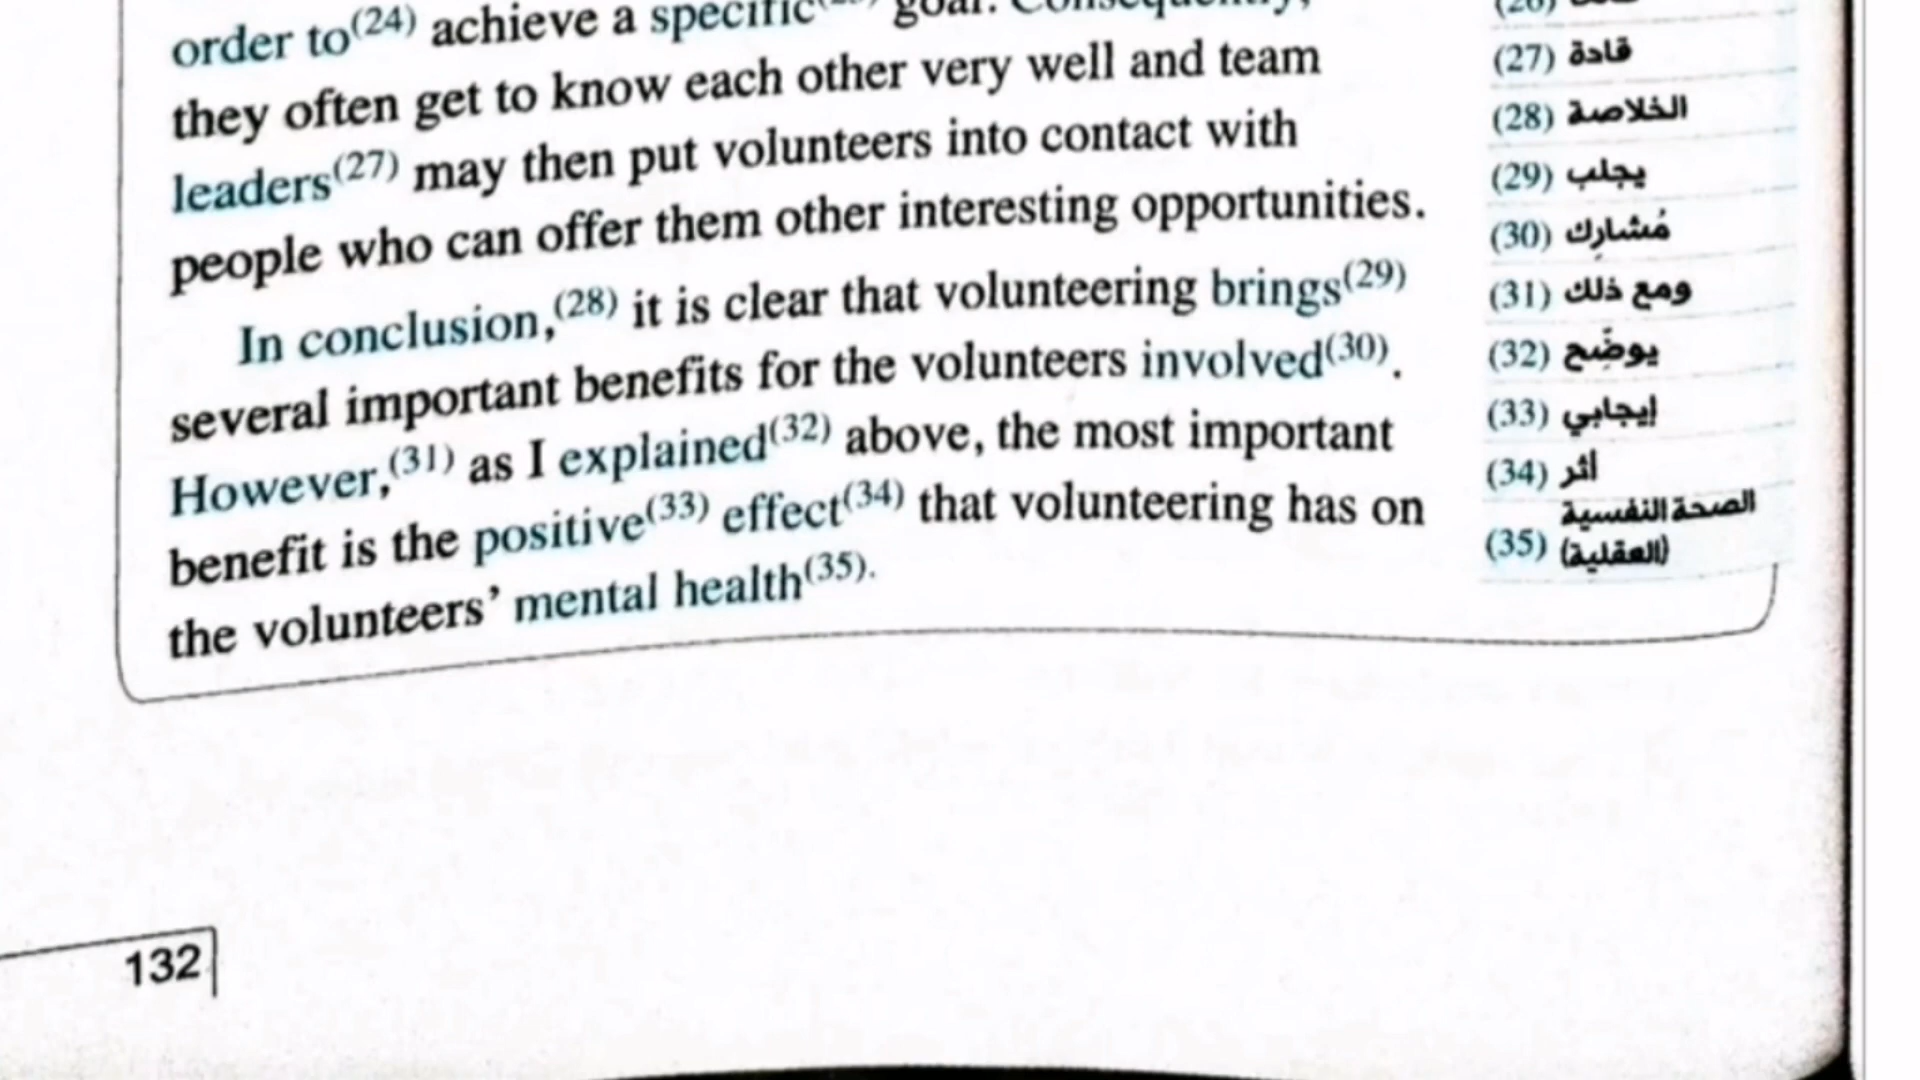 order to(24) achieve a specific goal. Consequently,
they often get to know each other very well and team
leaders(27) may then put volunteers into contact with
people who can offer them other interesting opportunities.
In conclusion,(28) it is clear that volunteering brings(29)
several important benefits for the volunteers involved(30).
However,(31) as I explained(32) above, the most important
benefit is the positive(33) effect(34) that volunteering has on
the volunteers’ mental health(35).
(26)
(27) قادة
(28) الخلاصة
(29) يجلب
(30) مُشارِك
(31) ومع ذلك
(32) يوضِّح
(33) إيجابي
(34) أثر
الصحة النفسية
(35) (العقلية)
132